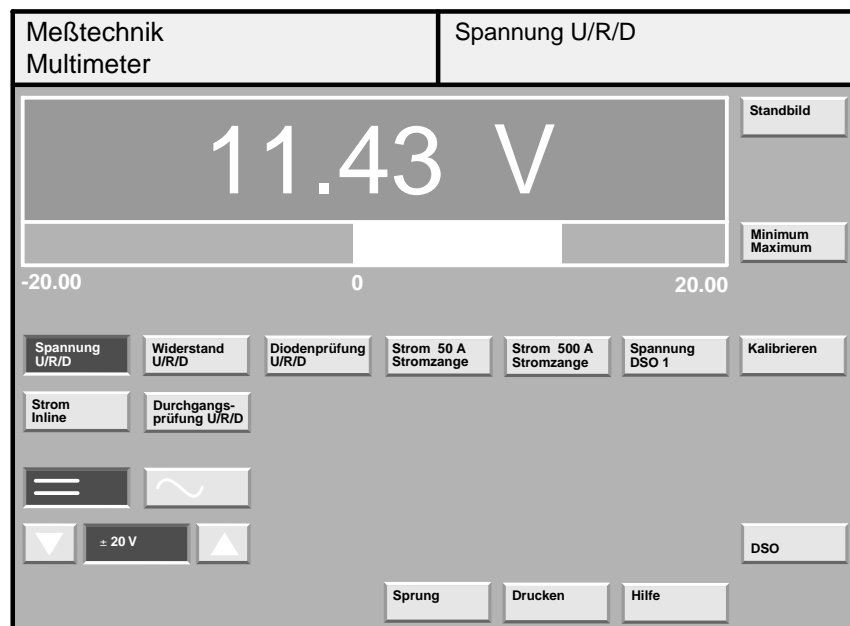 Meßtechnik
Multimeter
Spannung U/R/D
11.43 V
Standbild
Minimum
Maximum
-20.00 0 20.00
Spannung
U/R/D
Widerstand
U/R/D
Diodenprüfung
U/R/D
Strom 50 A
Stromzange
Strom 500 A
Stromzange
Spannung
DSO 1
Kalibrieren
Strom
Inline
Durchgangs-
prüfung U/R/D
± 20 V
DSO
Sprung
Drucken
Hilfe